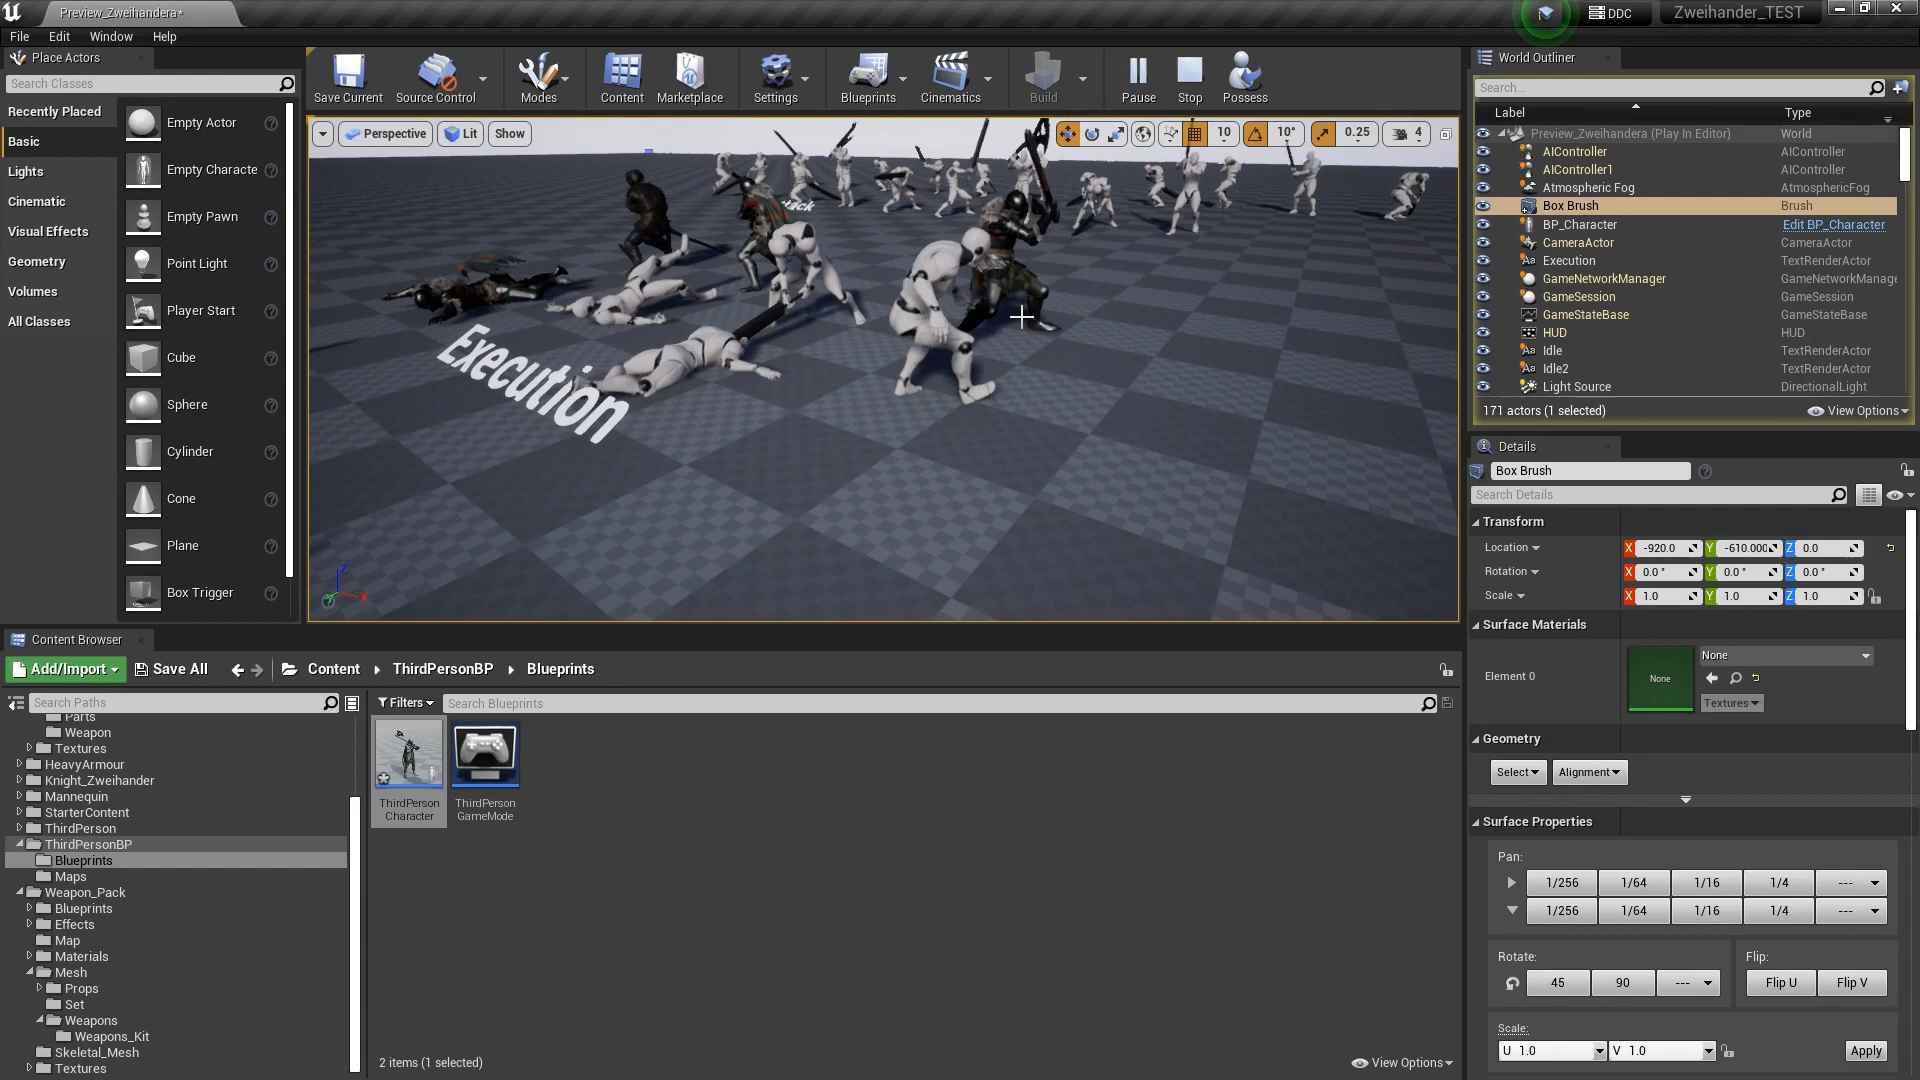 Preview_Zweihandera*
DDC
Zweihander_TEST
File Edit Window Help
Place Actors
Search Classes
Recently Placed
Basic
Lights
Cinematic
Visual Effects
Geometry
Volumes
All Classes
Empty Actor
Empty Characte
Empty Pawn
Point Light
Player Start
Cube
Sphere
Cylinder
Cone
Plane
Box Trigger
Save Current
Source Control
Modes
Content
Marketplace
Settings
Blueprints
Cinematics
Build
Pause
Stop
Possess
Perspective
Lit
Show
10
10°
0.25
4
Execution
World Outliner
Search...
Label Type
Preview_Zweihandera (Play In Editor) World
AIController AIController
AIController1 AIController
Atmospheric Fog AtmosphericFog
Box Brush Brush
BP_Character Edit BP_Character
CameraActor CameraActor
Execution TextRenderActor
GameNetworkManager GameNetworkManage
GameSession GameSession
GameStateBase GameStateBase
HUD HUD
Idle TextRenderActor
Idle2 TextRenderActor
Light Source DirectionalLight
171 actors (1 selected) View Options
Details
Box Brush
Search Details
Transform
Location X -920.0 Y -610.000 Z 0.0
Rotation X 0.0 ° Y 0.0 ° Z 0.0 °
Scale X 1.0 Y 1.0 Z 1.0
Surface Materials
Element 0
None
None
Textures
Geometry
Select Alignment
Surface Properties
Pan:
1/256 1/64 1/16 1/4 ---
1/256 1/64 1/16 1/4 ---
Rotate: Flip:
45 90 --- Flip U Flip V
Scale:
U 1.0 V 1.0 Apply
Content Browser
Add/Import Save All Content ThirdPersonBP Blueprints
Search Paths
Filters
Search Blueprints
Parts
Weapon
Textures
HeavyArmour
Knight_Zweihander
Mannequin
StarterContent
ThirdPerson
ThirdPersonBP
Blueprints
Maps
Weapon_Pack
Blueprints
Effects
Map
Materials
Mesh
Props
Set
Weapons
Weapons_Kit
Skeletal_Mesh
Textures
ThirdPerson
Character
ThirdPerson
GameMode
2 items (1 selected)
View Options